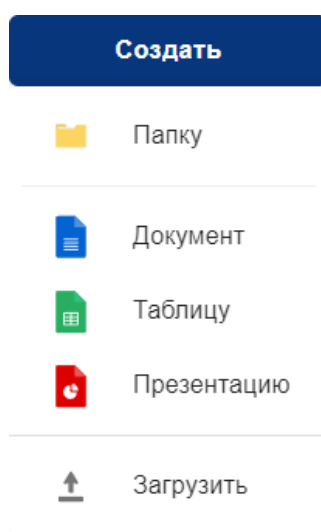 Создать
Папку
Документ
Таблицу
Презентацию
Загрузить